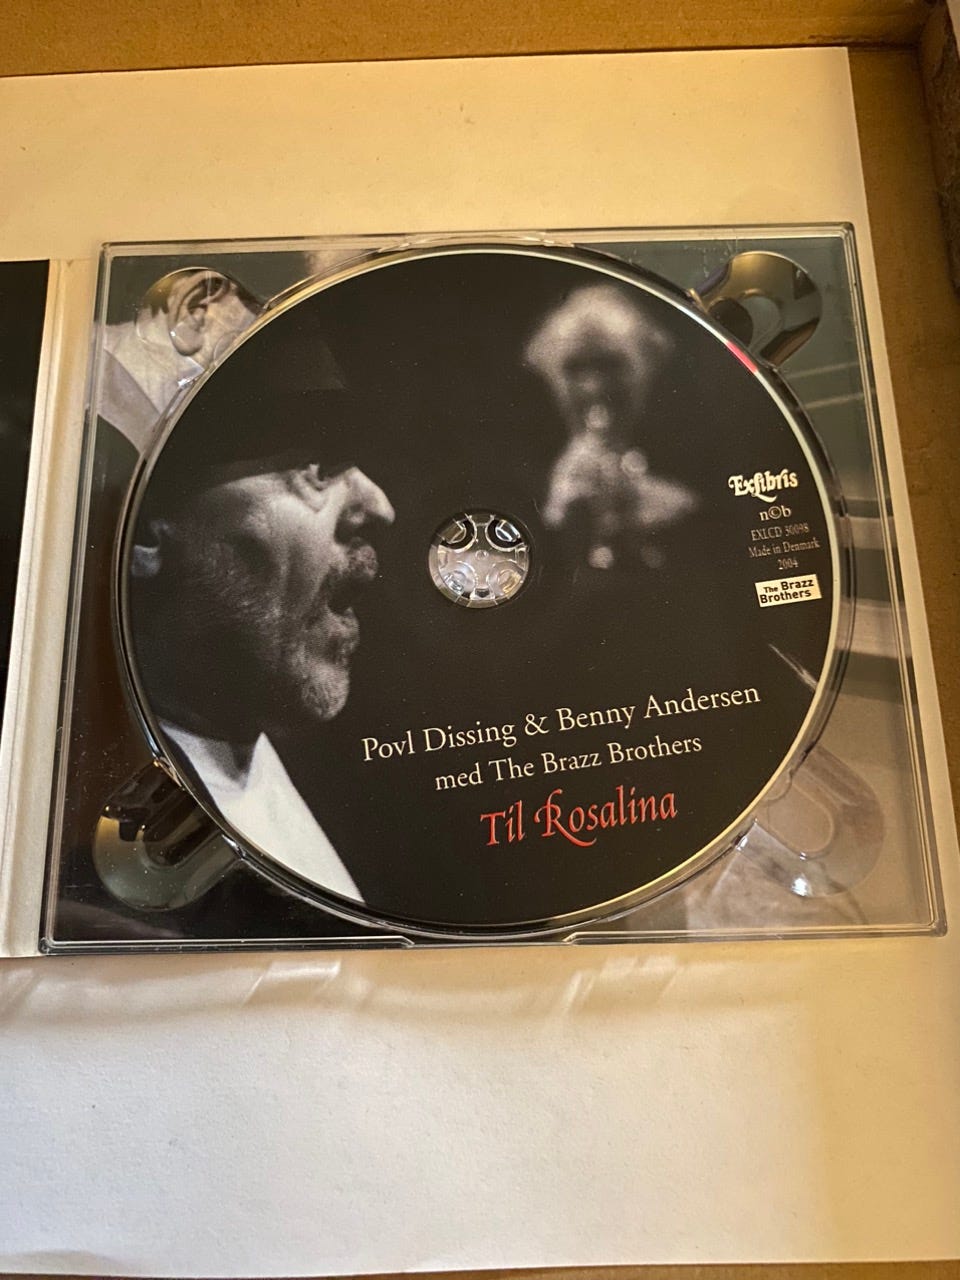 Exlibris
n©b
EXLCD 30098
Made in Denmark
2004
The Brazz
Brothers
Povl Dissing & Benny Andersen
med The Brazz Brothers
Til Rosalina